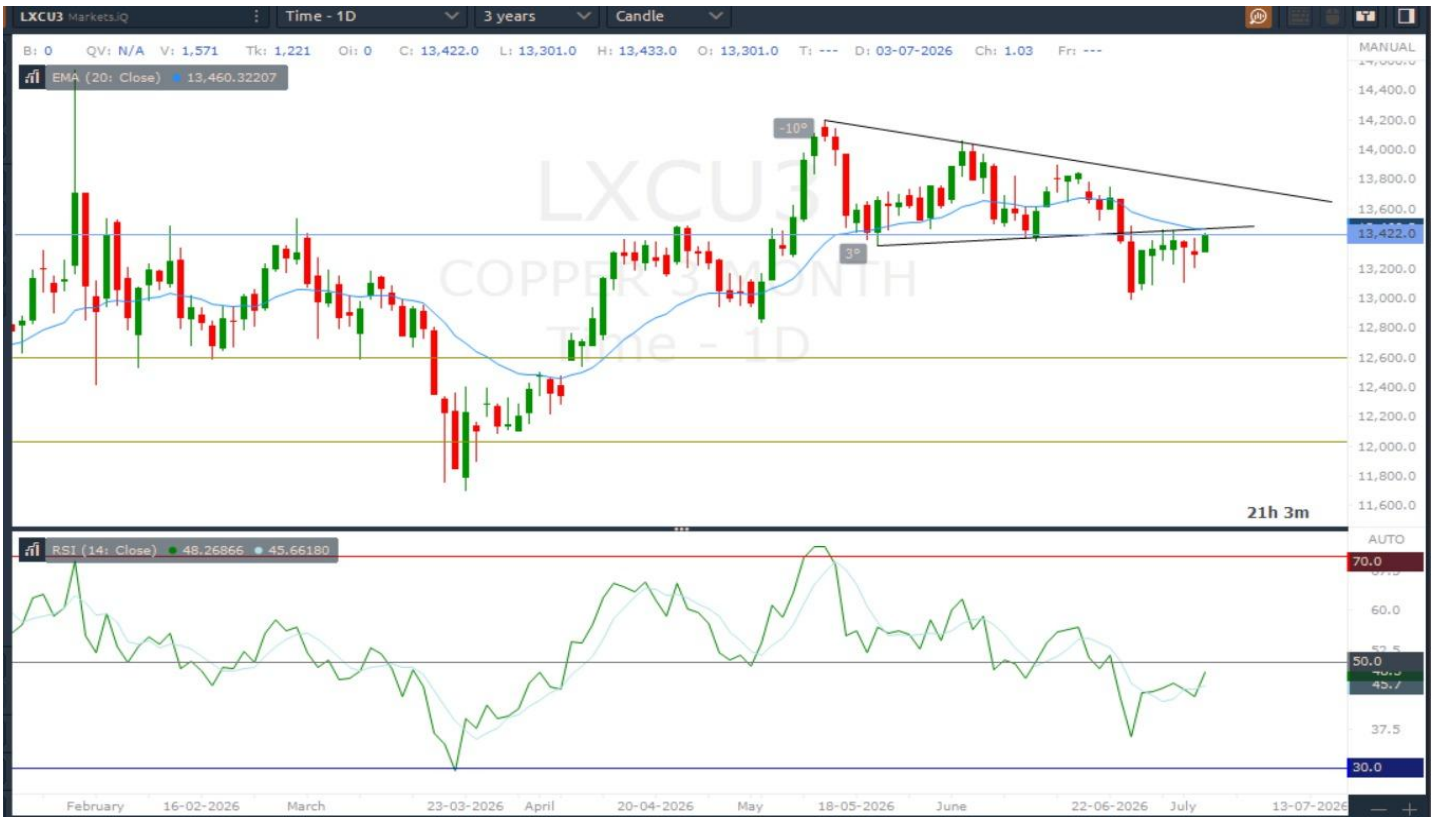 LXCU3 Markets.iQ Time - 1D 3 years Candle
B: 0 QV: N/A V: 1,571 Tk: 1,221 Oi: 0 C: 13,422.0 L: 13,301.0 H: 13,433.0 O: 13,301.0 T: --- D: 03-07-2026 Ch: 1.03 Fr: ---
MANUAL
EMA (20: Close) 13,460.32207
14,400.0
-10°
14,200.0
14,000.0
LXCU3
13,800.0
13,600.0
13,422.0
3°
COPPER 3 MONTH
13,200.0
13,000.0
12,800.0
Time - 1D
12,600.0
12,400.0
12,200.0
12,000.0
11,800.0
11,600.0
21h 3m
AUTO
RSI (14: Close) 48.26866 45.66180
70.0
60.0
50.0
45.7
37.5
30.0
February 16-02-2026 March 23-03-2026 April 20-04-2026 May 18-05-2026 June 22-06-2026 July 13-07-2026